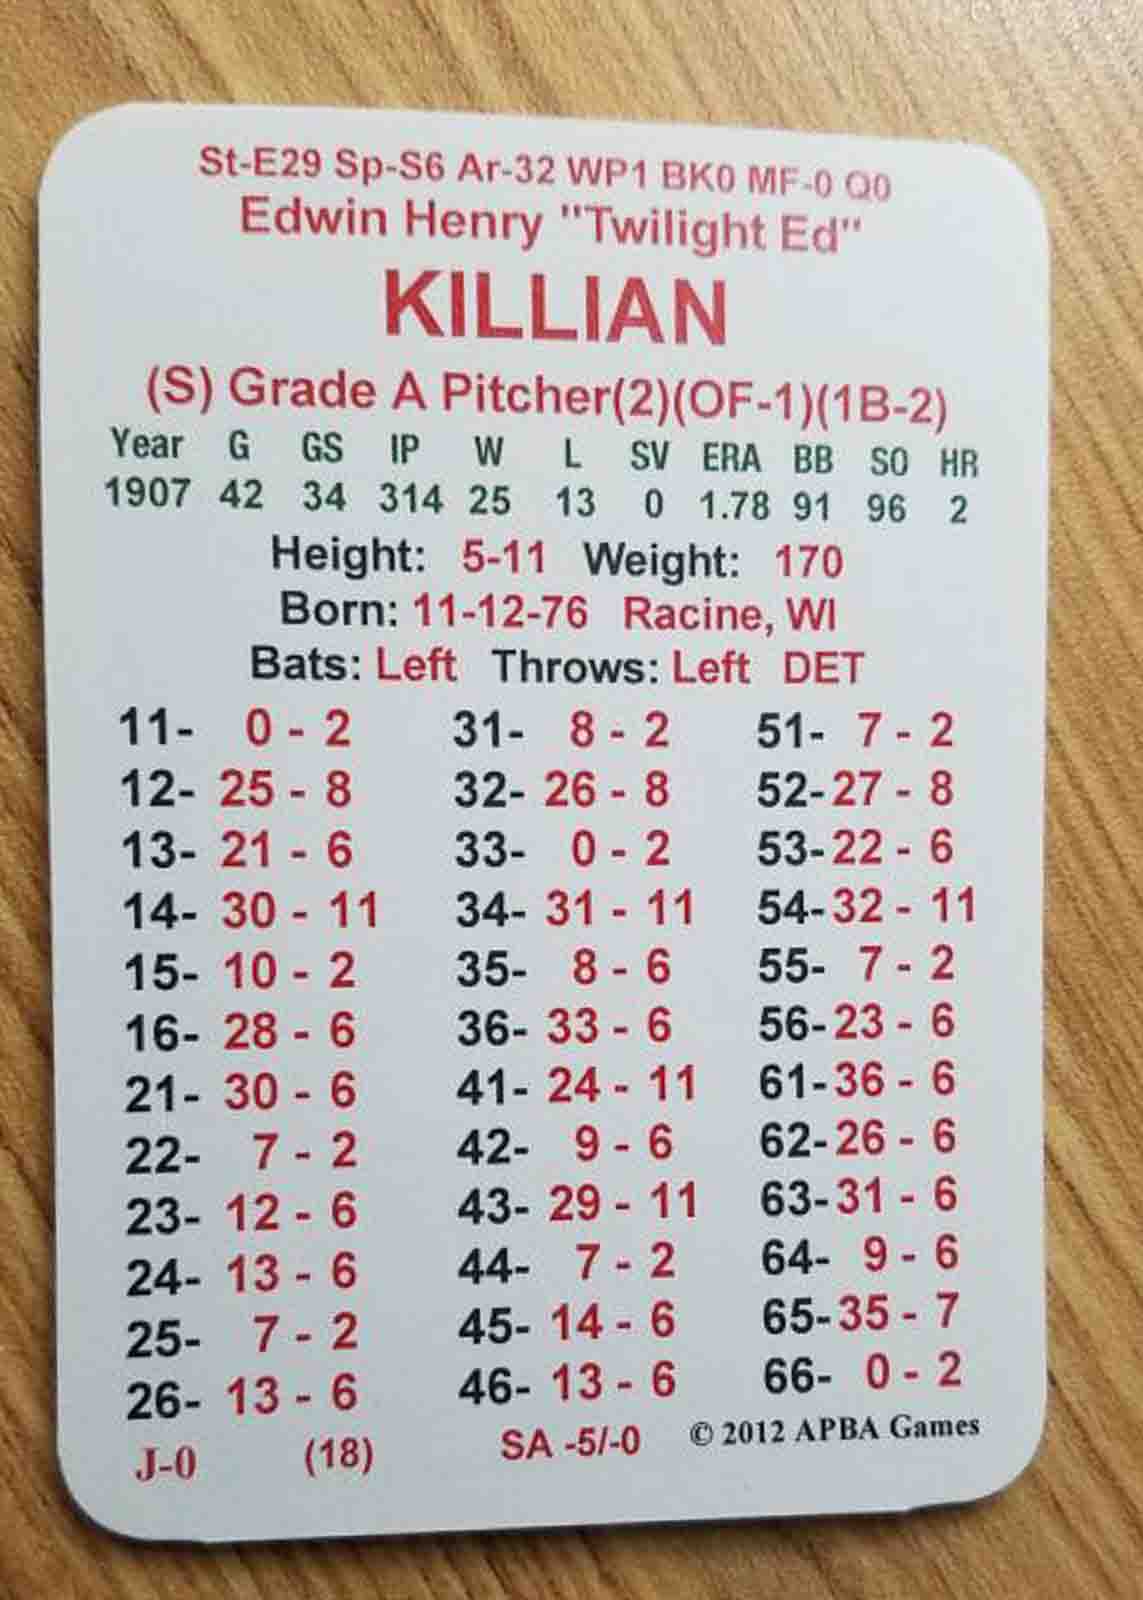 St-E29 Sp-S6 Ar-32 WP1 BK0 MF-0 Q0
Edwin Henry "Twilight Ed"
KILLIAN
(S) Grade A Pitcher(2)(OF-1)(1B-2)
Year G GS IP W L SV ERA BB SO HR
1907 42 34 314 25 13 0 1.78 91 96 2
Height: 5-11 Weight: 170
Born: 11-12-76 Racine, WI
Bats: Left Throws: Left DET
11- 0 - 2 31- 8 - 2 51- 7 - 2
12- 25 - 8 32- 26 - 8 52- 27 - 8
13- 21 - 6 33- 0 - 2 53- 22 - 6
14- 30 - 11 34- 31 - 11 54- 32 - 11
15- 10 - 2 35- 8 - 6 55- 7 - 2
16- 28 - 6 36- 33 - 6 56- 23 - 6
21- 30 - 6 41- 24 - 11 61- 36 - 6
22- 7 - 2 42- 9 - 6 62- 26 - 6
23- 12 - 6 43- 29 - 11 63- 31 - 6
24- 13 - 6 44- 7 - 2 64- 9 - 6
25- 7 - 2 45- 14 - 6 65- 35 - 7
26- 13 - 6 46- 13 - 6 66- 0 - 2
J-0 (18) SA -5/-0 © 2012 APBA Games